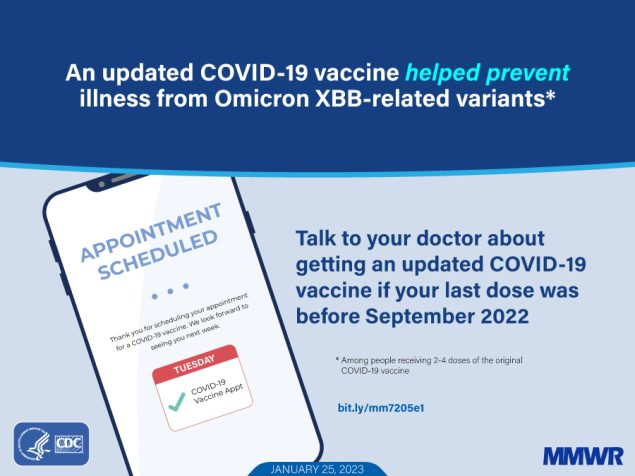 An updated COVID-19 vaccine helped prevent
illness from Omicron XBB-related variants*
APPOINTMENT
SCHEDULED
Thank you for scheduling your appointment
for a COVID-19 vaccine. We look forward to
seeing you next week.
TUESDAY
COVID-19
Vaccine Appt
Talk to your doctor about
getting an updated COVID-19
vaccine if your last dose was
before September 2022
* Among people receiving 2-4 doses of the original
COVID-19 vaccine
bit.ly/mm7205e1
CDC
JANUARY 25, 2023
MMWR